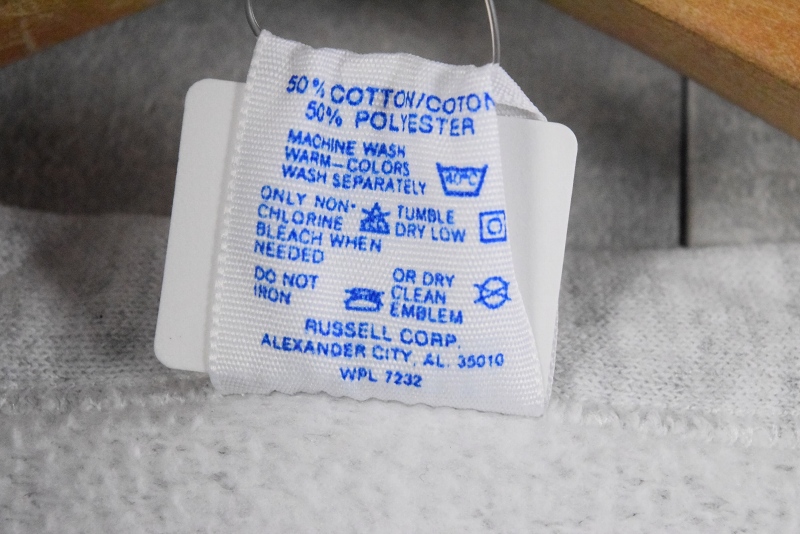 50% COTTON/COTON
50% POLYESTER
MACHINE WASH
WARM-COLORS
WASH SEPARATELY
40°C
ONLY NON-
CHLORINE
BLEACH WHEN
NEEDED
TUMBLE
DRY LOW
DO NOT
IRON
OR DRY
CLEAN
EMBLEM
RUSSELL CORP.
ALEXANDER CITY, AL. 35010
WPL 7232